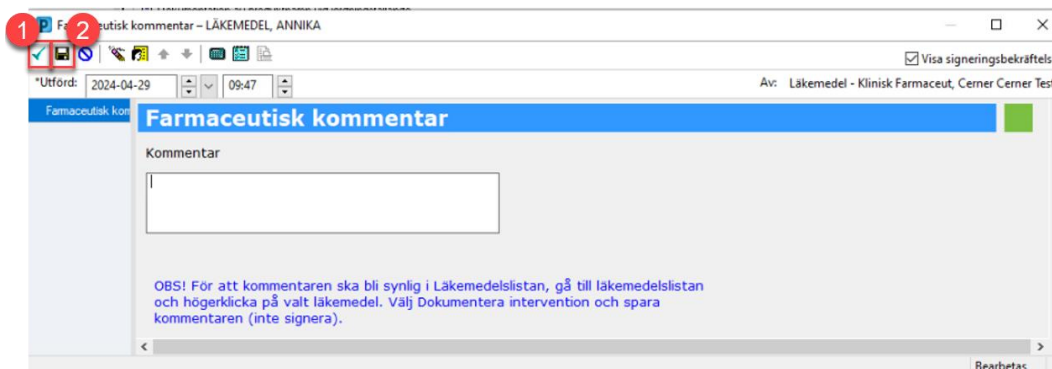 1 2
Farmaceutisk kommentar – LÄKEMEDEL, ANNIKA
Visa signeringsbekräftels
*Utförd: 2024-04-29 09:47 Av: Läkemedel - Klinisk Farmaceut, Cerner Cerner Test
Farmaceutisk kom
Farmaceutisk kommentar
Kommentar
OBS! För att kommentaren ska bli synlig i Läkemedelslistan, gå till läkemedelslistan
och högerklicka på valt läkemedel. Välj Dokumentera intervention och spara
kommentaren (inte signera).
Bearbetas